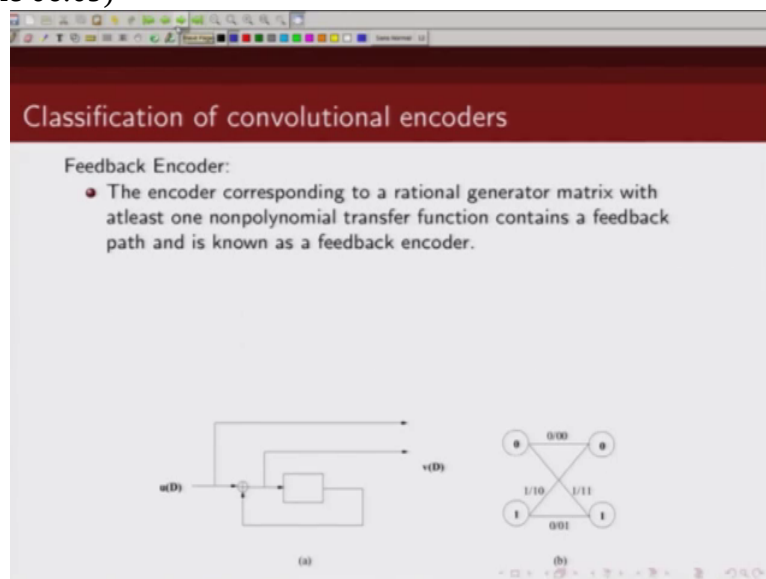 Classification of convolutional encoders
Feedback Encoder:
The encoder corresponding to a rational generator matrix with
atleast one nonpolynomial transfer function contains a feedback
path and is known as a feedback encoder.
u(D)
v(D)
(a)
0 0/00 0
1/10 1/11
1 0/01 1
(b)